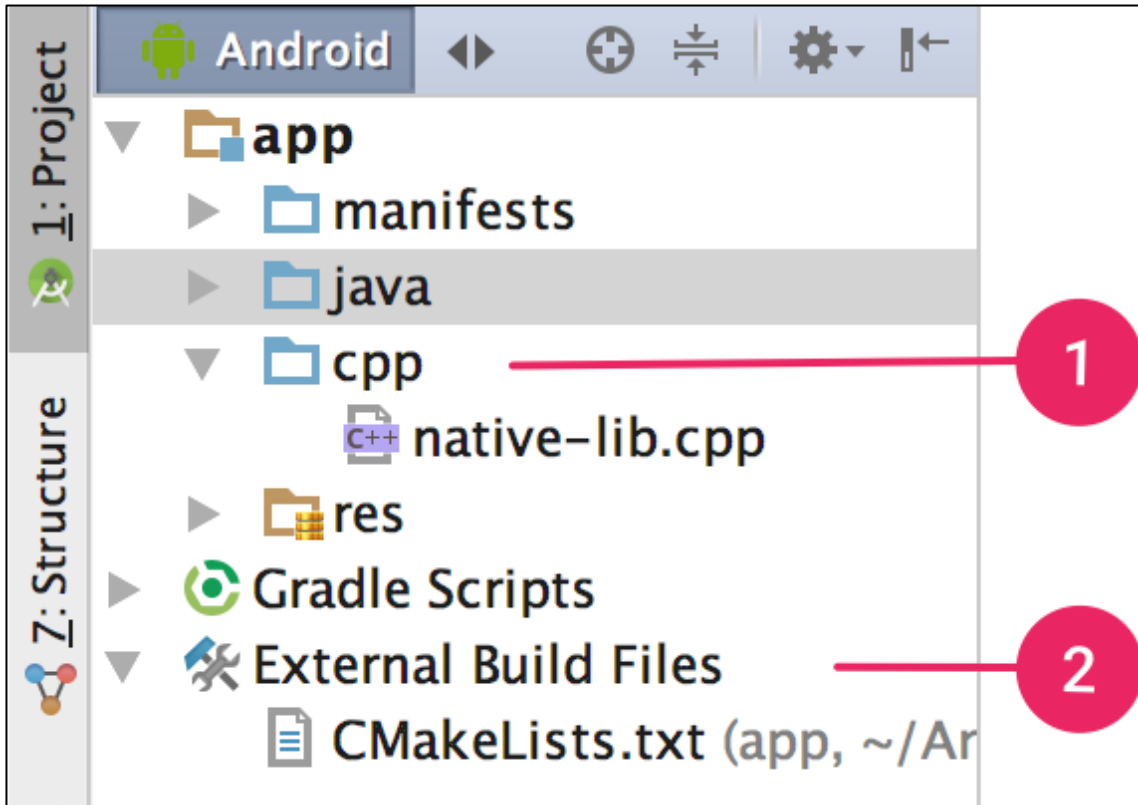 1: Project
7: Structure
Android
app
manifests
java
cpp
1
C++ native-lib.cpp
res
Gradle Scripts
External Build Files
2
CMakeLists.txt (app, ~/Ar